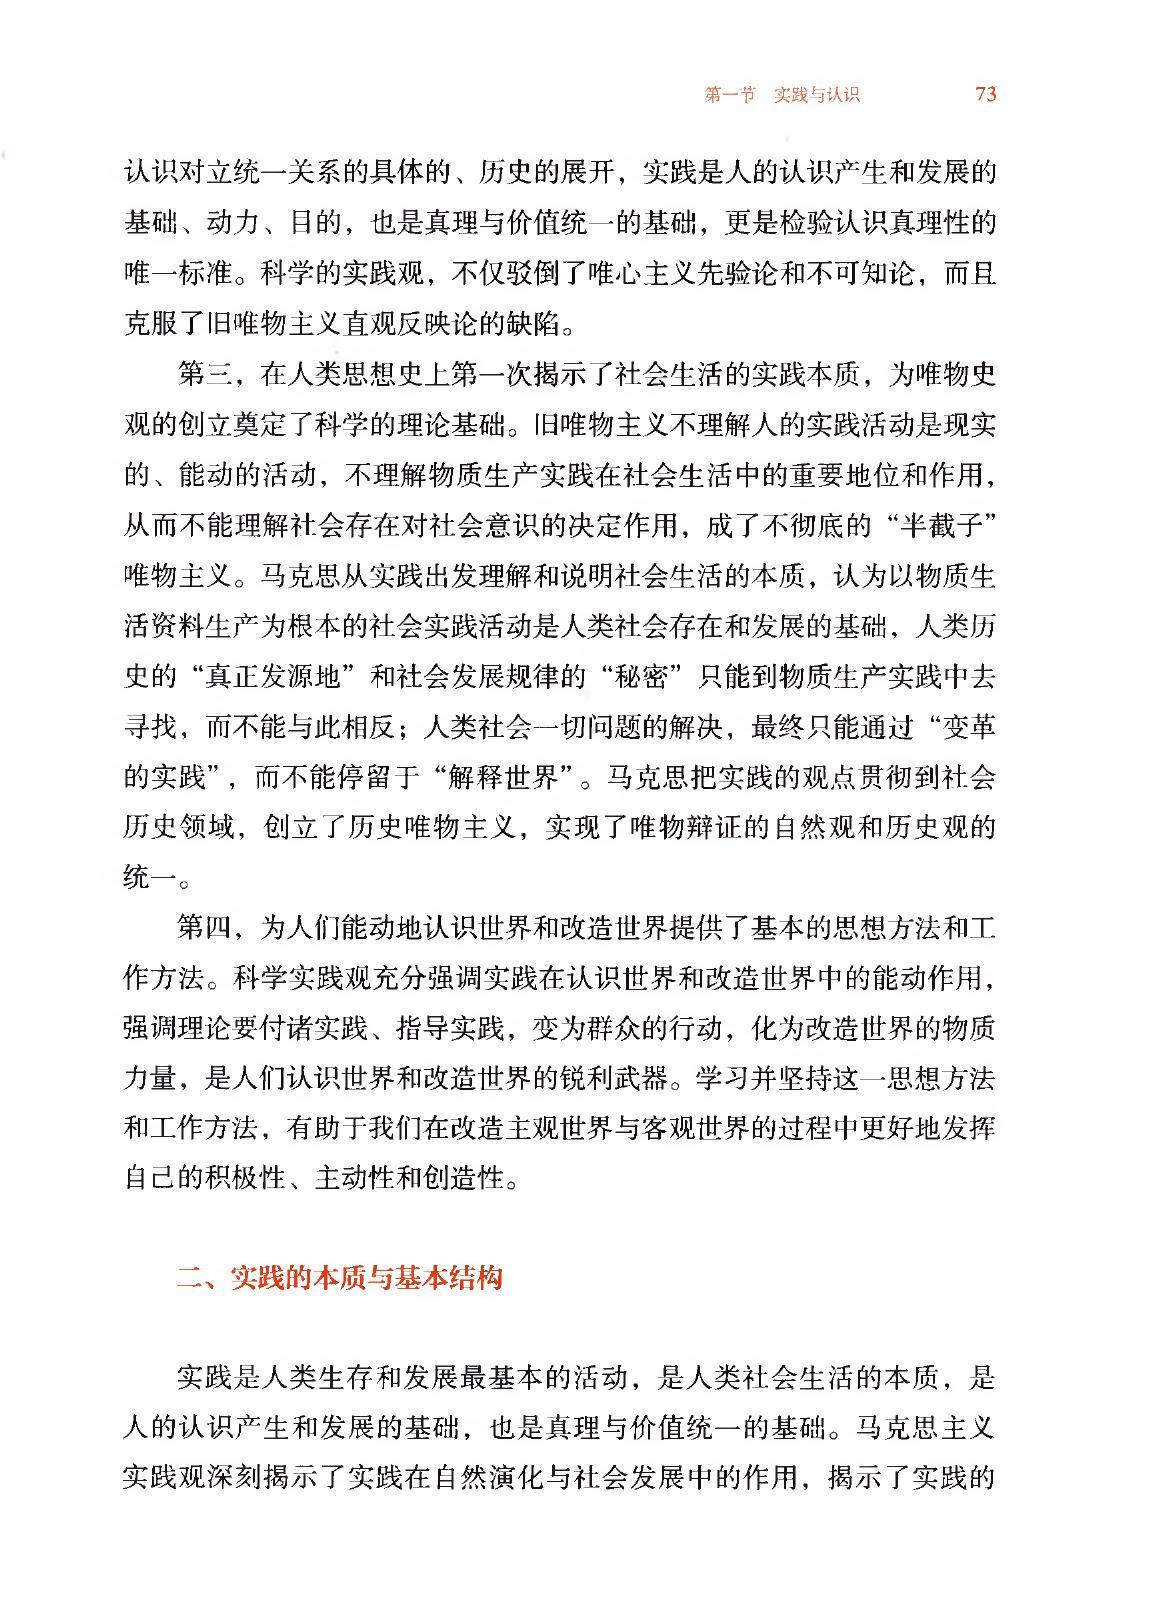 第一节 实践与认识 73
认识对立统一关系的具体的、历史的展开，实践是人的认识产生和发展的
基础、动力、目的，也是真理与价值统一的基础，更是检验认识真理性的
唯一标准。科学的实践观，不仅驳倒了唯心主义先验论和不可知论，而且
克服了旧唯物主义直观反映论的缺陷。
第三，在人类思想史上第一次揭示了社会生活的实践本质，为唯物史
观的创立奠定了科学的理论基础。旧唯物主义不理解人的实践活动是现实
的、能动的活动，不理解物质生产实践在社会生活中的重要地位和作用，
从而不能理解社会存在对社会意识的决定作用，成了不彻底的“半截子”
唯物主义。马克思从实践出发理解和说明社会生活的本质，认为以物质生
活资料生产为根本的社会实践活动是人类社会存在和发展的基础，人类历
史的“真正发源地”和社会发展规律的“秘密”只能到物质生产实践中去
寻找，而不能与此相反；人类社会一切问题的解决，最终只能通过“变革
的实践”，而不能停留于“解释世界”。马克思把实践的观点贯彻到社会
历史领域，创立了历史唯物主义，实现了唯物辩证的自然观和历史观的
统一。
第四，为人们能动地认识世界和改造世界提供了基本的思想方法和工
作方法。科学实践观充分强调实践在认识世界和改造世界中的能动作用，
强调理论要付诸实践、指导实践，变为群众的行动，化为改造世界的物质
力量，是人们认识世界和改造世界的锐利武器。学习并坚持这一思想方法
和工作方法，有助于我们在改造主观世界与客观世界的过程中更好地发挥
自己的积极性、主动性和创造性。
二、实践的本质与基本结构
实践是人类生存和发展最基本的活动，是人类社会生活的本质，是
人的认识产生和发展的基础，也是真理与价值统一的基础。马克思主义
实践观深刻揭示了实践在自然演化与社会发展中的作用，揭示了实践的